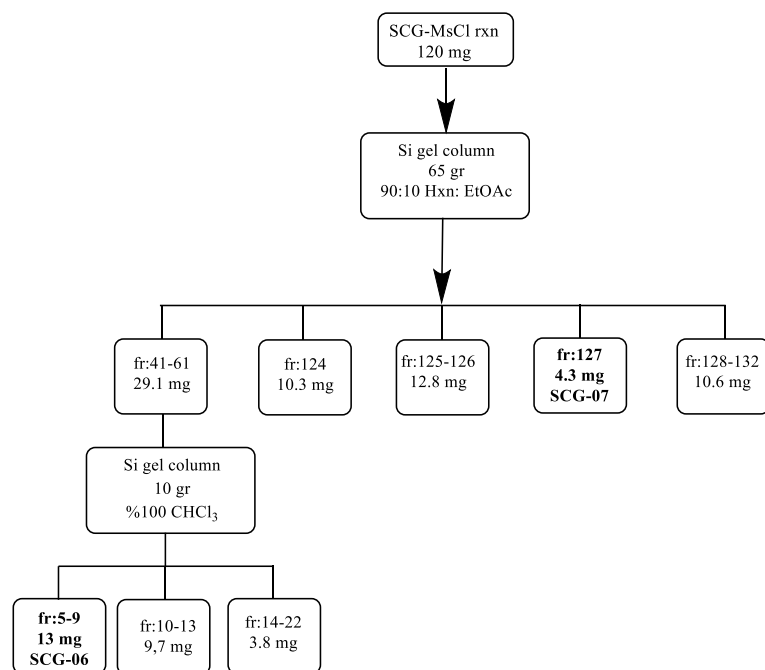 SCG-MsCl rxn
120 mg
Si gel column
65 gr
90:10 Hxn: EtOAc
fr:41-61
29.1 mg
fr:124
10.3 mg
fr:125-126
12.8 mg
fr:127
4.3 mg
SCG-07
fr:128-132
10.6 mg
Si gel column
10 gr
%100 CHCl₃
fr:5-9
13 mg
SCG-06
fr:10-13
9,7 mg
fr:14-22
3.8 mg